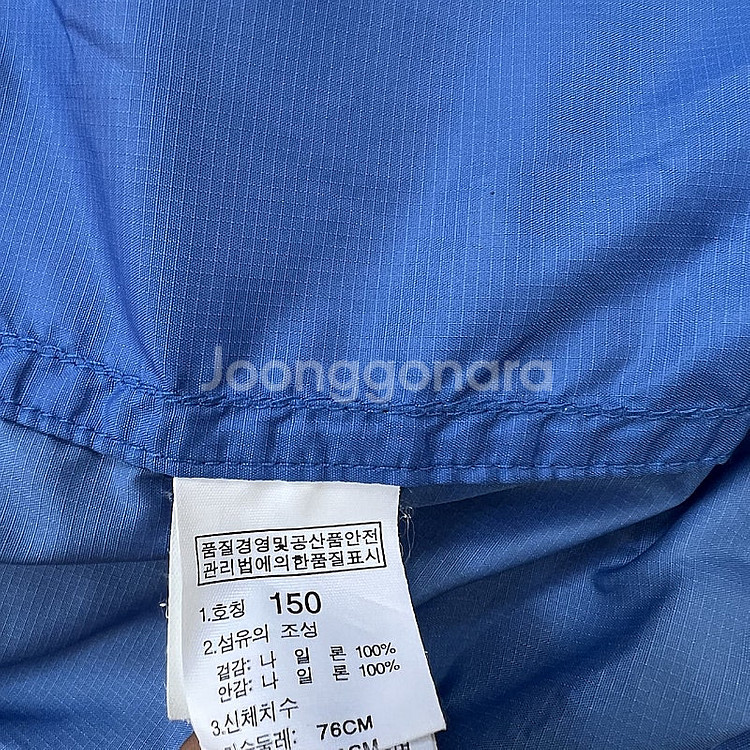 Joonggonara
품질경영및공산품안전
관리법에의한품질표시
1.호칭 150
2.섬유의 조성
겉감: 나 일 론 100%
안감: 나 일 론 100%
3.신체치수
76CM